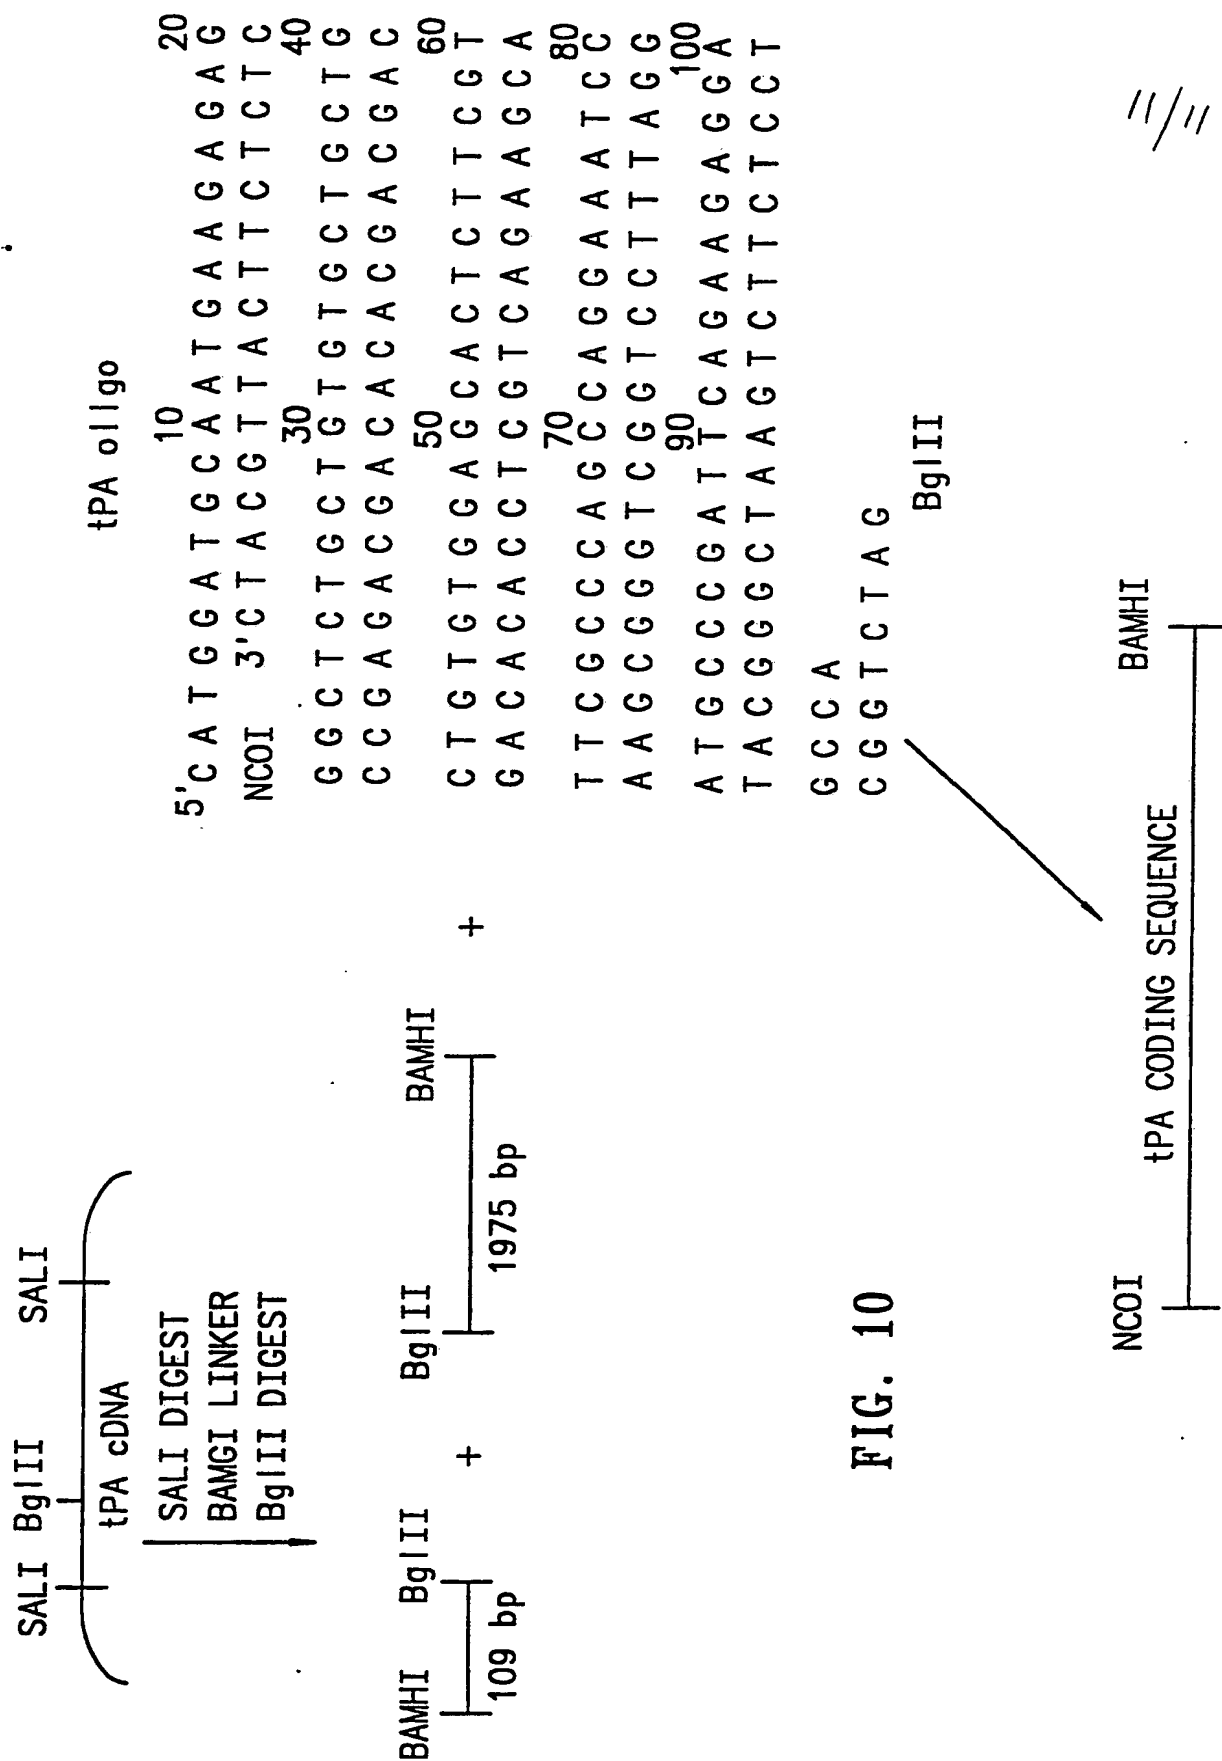 11/11
tPA oligo
10 20
5'C A T G G A T G C A A T G A A G A G A G
NCOI 3'C T A C G T T A C T T C T C T C
30 40
G G C T C T G C T G T G T G C T G C T G
C C G A G A C G A C A C A C G A C G A C
50 60
C T G T G T G G A G C A C T C T T C G T
G A C A C A C C T C G T C A G A A G C A
70 80
T T C G C C C A G C C A G G A A A T C C
A A G C G G G T C G G T C C T T T A G G
90 100
A T G C C C G A T T C A G A A G A G G A
T A C G G G C T A A G T C T T C T C C T
G C C A
C G G T C T A G
BglII
SALI BglII SALI
tPA cDNA
SALI DIGEST
BAMGI LINKER
BglII DIGEST
BAMHI BglII + BglII BAMHI +
109 bp 1975 bp
FIG. 10
NCOI BAMHI
tPA CODING SEQUENCE